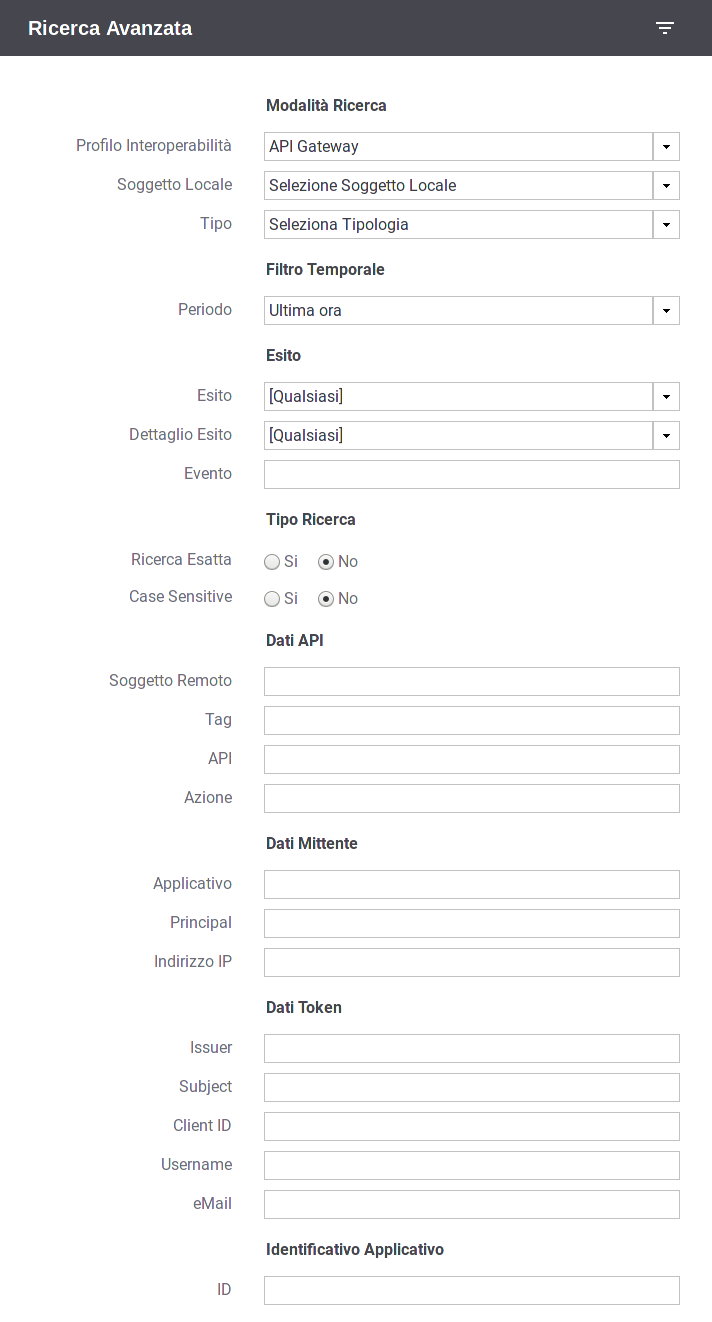 Ricerca Avanzata
Modalità Ricerca
Profilo Interoperabilità API Gateway
Soggetto Locale Selezione Soggetto Locale
Tipo Seleziona Tipologia
Filtro Temporale
Periodo Ultima ora
Esito
Esito [Qualsiasi]
Dettaglio Esito [Qualsiasi]
Evento
Tipo Ricerca
Ricerca Esatta Si No
Case Sensitive Si No
Dati API
Soggetto Remoto
Tag
API
Azione
Dati Mittente
Applicativo
Principal
Indirizzo IP
Dati Token
Issuer
Subject
Client ID
Username
eMail
Identificativo Applicativo
ID